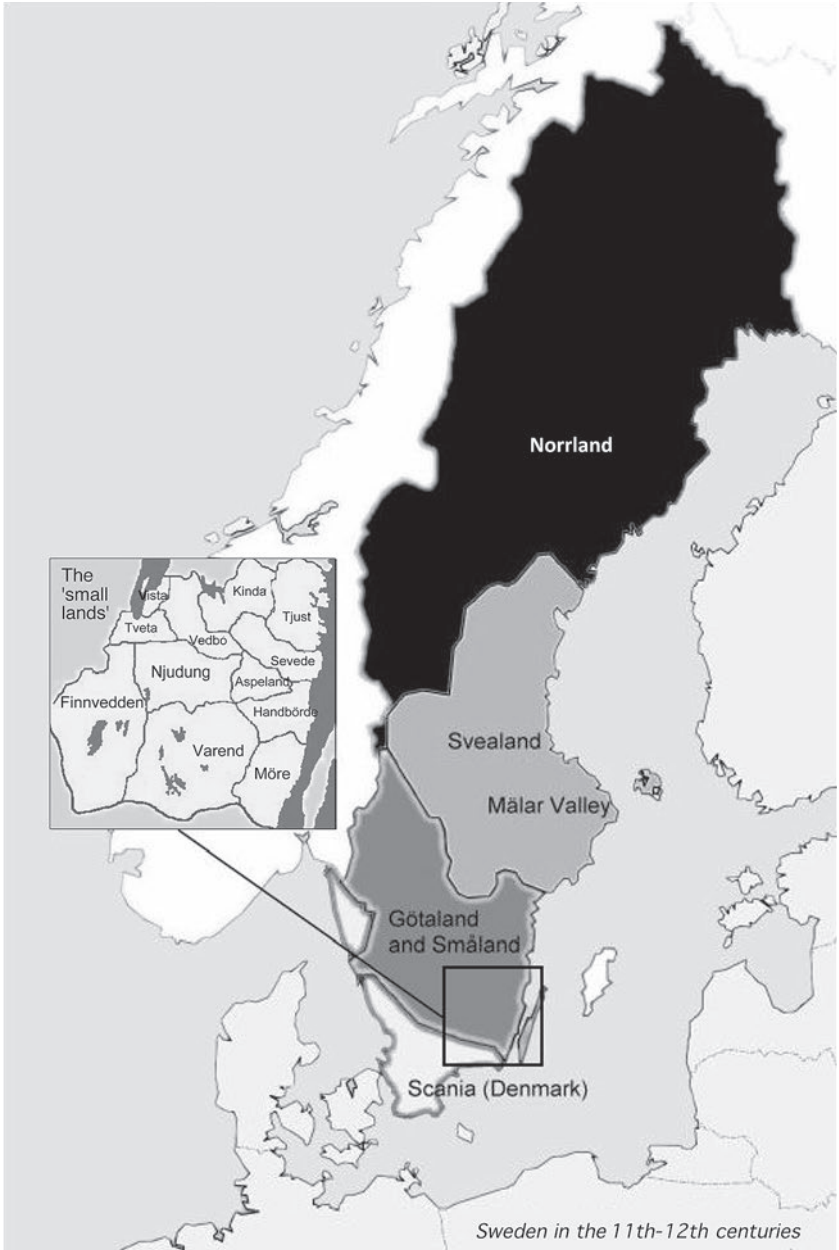 Norrland
The
'small
lands'
Vista
Kinda
Tjust
Tveta
Vedbo
Sevede
Njudung
Aspeland
Finnvedden
Handbörde
Varend
Möre
Svealand
Mälar Valley
Götaland
and Småland
Scania (Denmark)
Sweden in the 11th-12th centuries